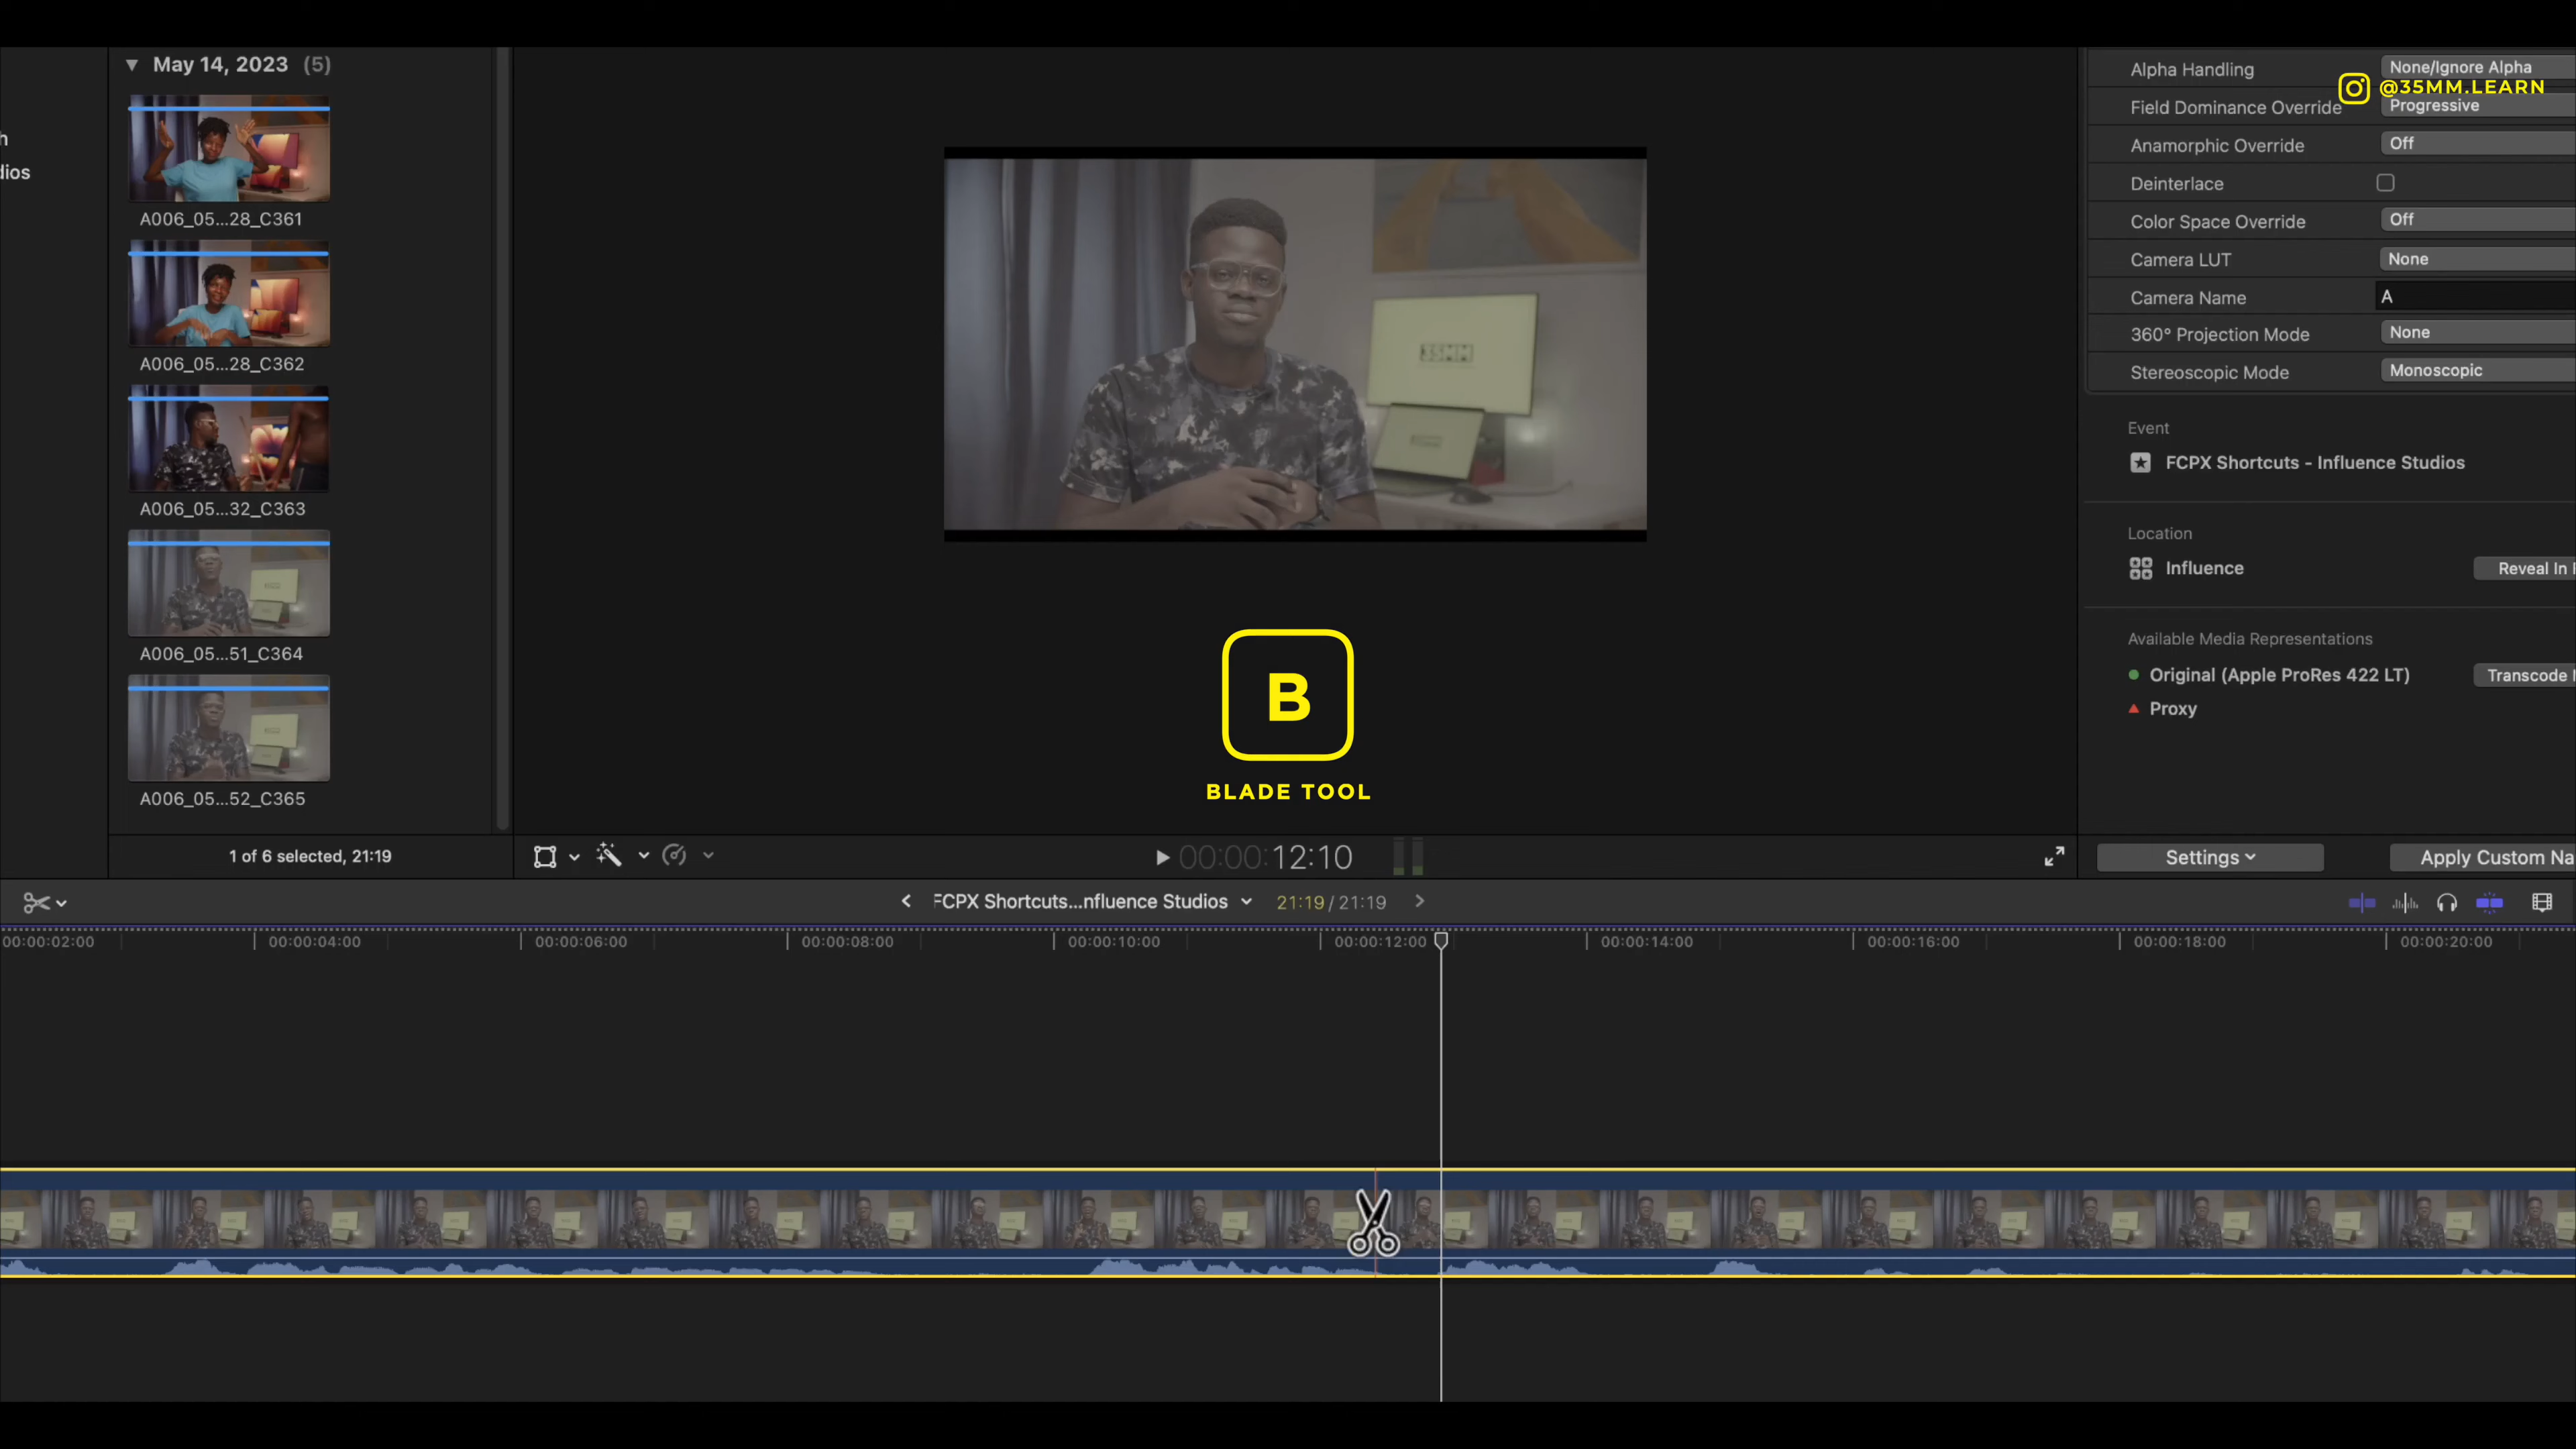 May 14, 2023 (5)
A006_05...28_C361
A006_05...28_C362
A006_05...32_C363
A006_05...51_C364
A006_05...52_C365
1 of 6 selected, 21:19
h
dios
35MM
B
BLADE TOOL
00:00:12:10
@35MM.LEARN
Alpha Handling None/Ignore Alpha
Field Dominance Override Progressive
Anamorphic Override Off
Deinterlace
Color Space Override Off
Camera LUT None
Camera Name A
360° Projection Mode None
Stereoscopic Mode Monoscopic
Event
FCPX Shortcuts - Influence Studios
Location
Influence Reveal In
Available Media Representations
Original (Apple ProRes 422 LT) Transcode
Proxy
Settings Apply Custom Na
FCPX Shortcuts...nfluence Studios 21:19 / 21:19
00:00:02:00 00:00:04:00 00:00:06:00 00:00:08:00 00:00:10:00 00:00:12:00 00:00:14:00 00:00:16:00 00:00:18:00 00:00:20:00